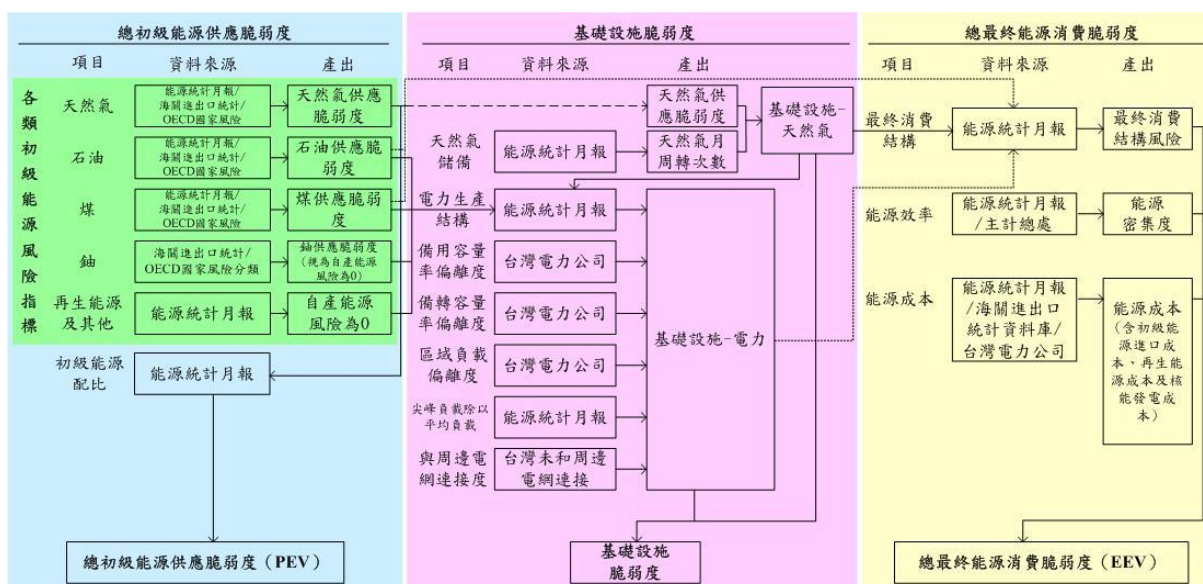 總初級能源供應脆弱度
項目
資料來源
產出
各類初級能源風險指標
天然氣
能源統計月報/
海關進出口統計/
OECD國家風險
天然氣供應
脆弱度
石油
能源統計月報/
海關進出口統計/
OECD國家風險
石油供應脆
弱度
煤
能源統計月報/
海關進出口統計/
OECD國家風險
煤供應脆弱
度
鈾
海關進出口統計/
OECD國家風險分類
鈾供應脆弱度
(視為自產能源
風險為0)
再生能源
及其他
能源統計月報
自產能源
風險為0
初級能源
配比
能源統計月報
總初級能源供應脆弱度（PEV）
基礎設施脆弱度
項目
資料來源
產出
天然氣供
應脆弱度
天然氣
儲備
能源統計月報
天然氣月
周轉次數
基礎設施-
天然氣
電力生產
結構
能源統計月報
備用容量
率偏離度
台灣電力公司
備轉容量
率偏離度
台灣電力公司
區域負載
偏離度
台灣電力公司
尖峰負載除以
平均負載
能源統計月報
與周邊電
網連接度
台灣未和周邊
電網連接
基礎設施-電力
基礎設施
脆弱度
總最終能源消費脆弱度
項目
資料來源
產出
最終消費
結構
能源統計月報
最終消費
結構風險
能源效率
能源統計月報
/主計總處
能源
密集度
能源成本
能源統計月報
/海關進出口
統計資料庫/
台灣電力公司
能源成本
(含初級能
源進口成
本、再生能
源成本及核
能發電成
本)
總最終能源消費脆弱度（EEV）